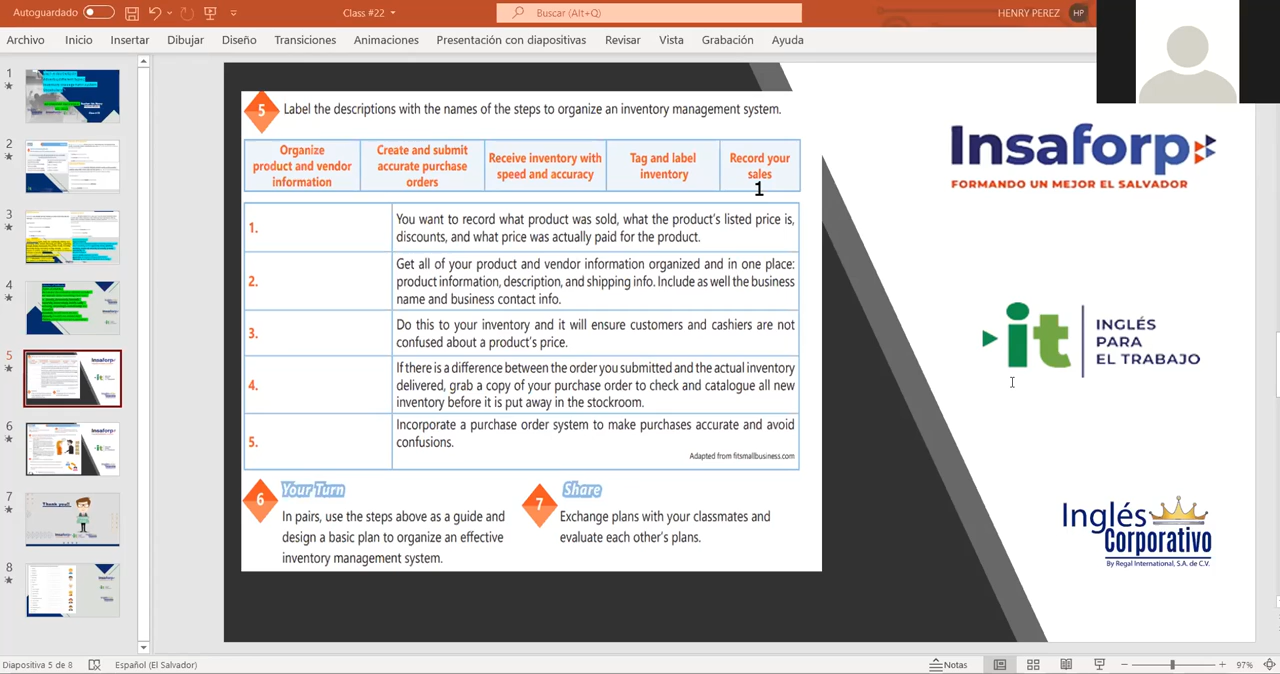 Autoguardado
Class #22
Buscar (Alt+Q)
HENRY PEREZ
HP
Archivo
Inicio
Insertar
Dibujar
Diseño
Transiciones
Animaciones
Presentación con diapositivas
Revisar
Vista
Grabación
Ayuda
1
2
3
4
5
6
7
8
Thank you!!
5
Label the descriptions with the names of the steps to organize an inventory management system.
Organize
product and vendor
information
Create and submit
accurate purchase
orders
Receive inventory with
speed and accuracy
Tag and label
inventory
Record your
sales
1
1.
You want to record what product was sold, what the product's listed price is,
discounts, and what price was actually paid for the product.
2.
Get all of your product and vendor information organized and in one place:
product information, description, and shipping info. Include as well the business
name and business contact info.
3.
Do this to your inventory and it will ensure customers and cashiers are not
confused about a product's price.
4.
If there is a difference between the order you submitted and the actual inventory
delivered, grab a copy of your purchase order to check and catalogue all new
inventory before it is put away in the stockroom.
5.
Incorporate a purchase order system to make purchases accurate and avoid
confusions.
Adapted from fitsmallbusiness.com
6
Your Turn
In pairs, use the steps above as a guide and
design a basic plan to organize an effective
inventory management system.
7
Share
Exchange plans with your classmates and
evaluate each other's plans.
Insaforp
FORMANDO UN MEJOR EL SALVADOR
it
INGLÉS
PARA
EL TRABAJO
Inglés
Corporativo
By Regal International, S.A. de C.V.
Diapositiva 5 de 8
Español (El Salvador)
Notas
97%